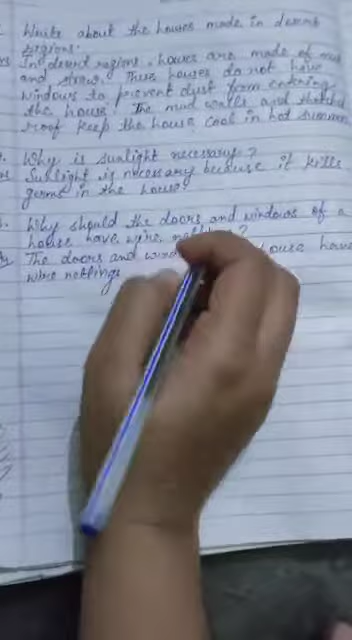 Write about the houses made in desert
regions.
In desert regions, houses are made of mud
and straw. These houses do not have
windows to prevent dust from entering
the house. The mud walls and thatched
roof keep the house cool in hot summer
Why is sunlight necessary?
Sunlight is necessary because it kills
germs in the house.
Why should the doors and windows of a
house have wire
The doors and house have
wire nettings